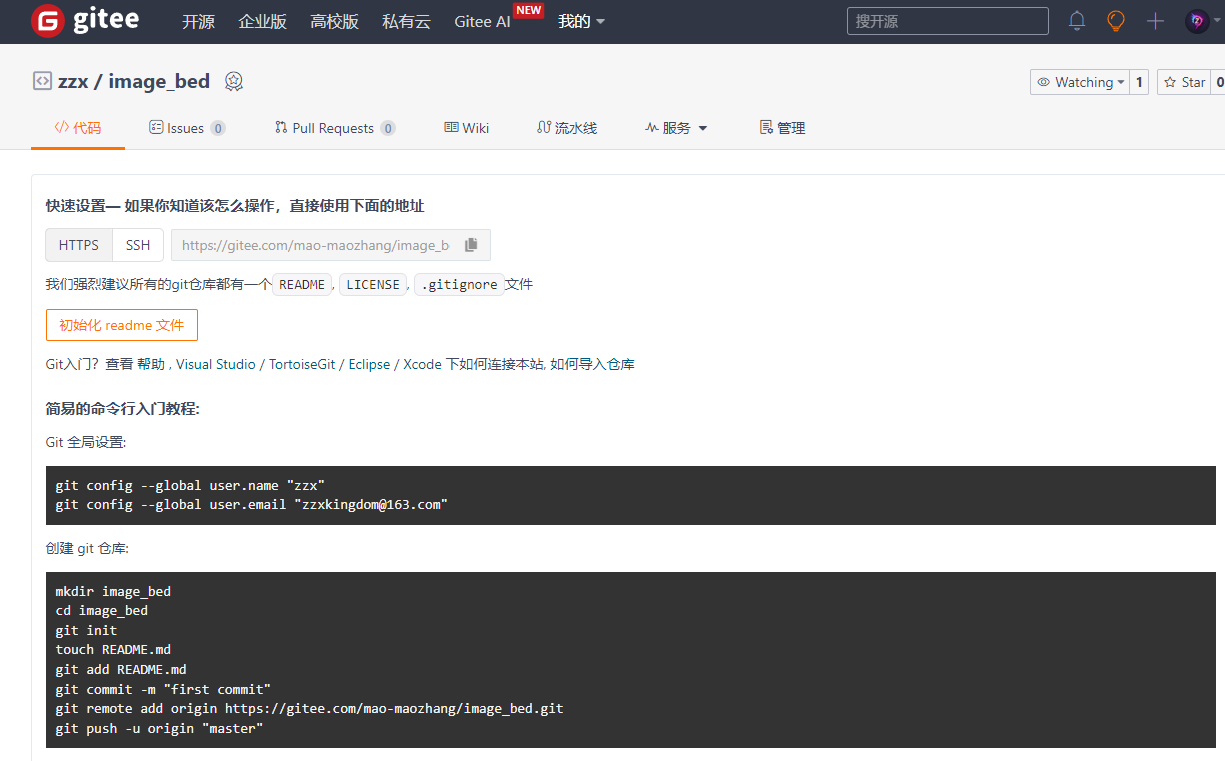 gitee 开源 企业版 高校版 私有云 Gitee AI NEW 我的 搜开源
zzx / image_bed Watching 1 Star 0
代码 Issues 0 Pull Requests 0 Wiki 流水线 服务 管理
快速设置— 如果你知道该怎么操作，直接使用下面的地址
HTTPS SSH https://gitee.com/mao-maozhang/image_b
我们强烈建议所有的git仓库都有一个 README, LICENSE, .gitignore 文件
初始化 readme 文件
Git入门？查看 帮助 , Visual Studio / TortoiseGit / Eclipse / Xcode 下如何连接本站, 如何导入仓库
简易的命令行入门教程:
Git 全局设置:
git config --global user.name "zzx"
git config --global user.email "zzxkingdom@163.com"
创建 git 仓库:
mkdir image_bed
cd image_bed
git init
touch README.md
git add README.md
git commit -m "first commit"
git remote add origin https://gitee.com/mao-maozhang/image_bed.git
git push -u origin "master"